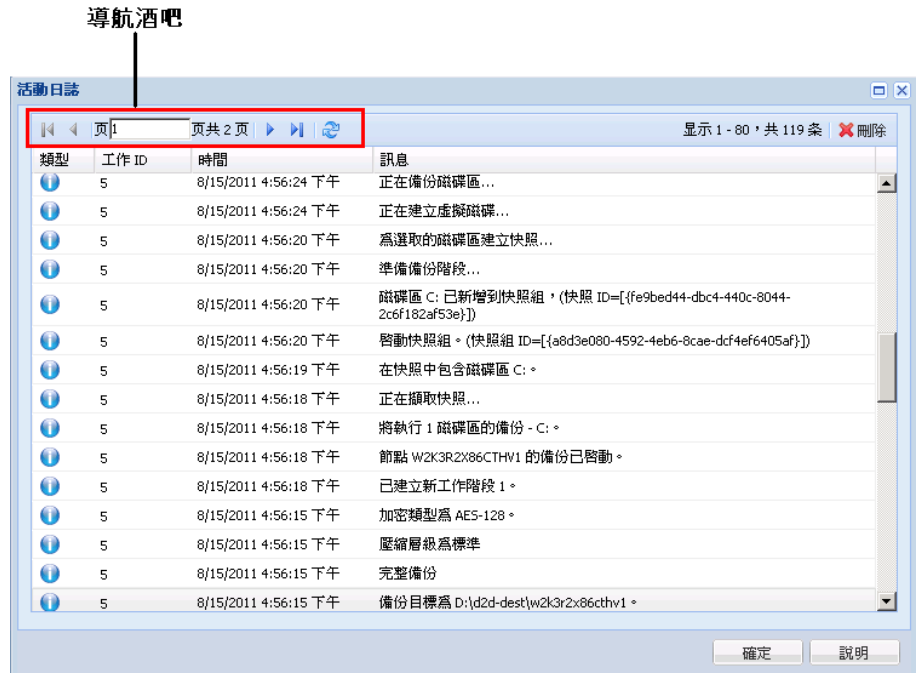 導航酒吧
活動日誌
页 1 页共 2 页 显示 1 - 80，共 119 条 刪除
類型 工作 ID 時間 訊息
5 8/15/2011 4:56:24 下午 正在備份磁碟區...
5 8/15/2011 4:56:24 下午 正在建立虛擬磁碟...
5 8/15/2011 4:56:20 下午 為選取的磁碟區建立快照...
5 8/15/2011 4:56:20 下午 準備備份階段...
5 8/15/2011 4:56:20 下午 磁碟區 C: 已新增到快照組，(快照 ID=[{fe9bed44-dbc4-440c-8044-
2c6f182af53e}])
5 8/15/2011 4:56:20 下午 啟動快照組。(快照組 ID=[{a8d3e080-4592-4eb6-8cae-dcf4ef6405af}])
5 8/15/2011 4:56:19 下午 在快照中包含磁碟區 C:。
5 8/15/2011 4:56:18 下午 正在擷取快照...
5 8/15/2011 4:56:18 下午 將執行 1 磁碟區的備份 - C:。
5 8/15/2011 4:56:18 下午 節點 W2K3R2X86CTHV1 的備份已啟動。
5 8/15/2011 4:56:18 下午 已建立新工作階段 1。
5 8/15/2011 4:56:15 下午 加密類型為 AES-128。
5 8/15/2011 4:56:15 下午 壓縮層級為標準
5 8/15/2011 4:56:15 下午 完整備份
5 8/15/2011 4:56:15 下午 備份目標為 D:\d2d-dest\w2k3r2x86cthv1。
確定 說明